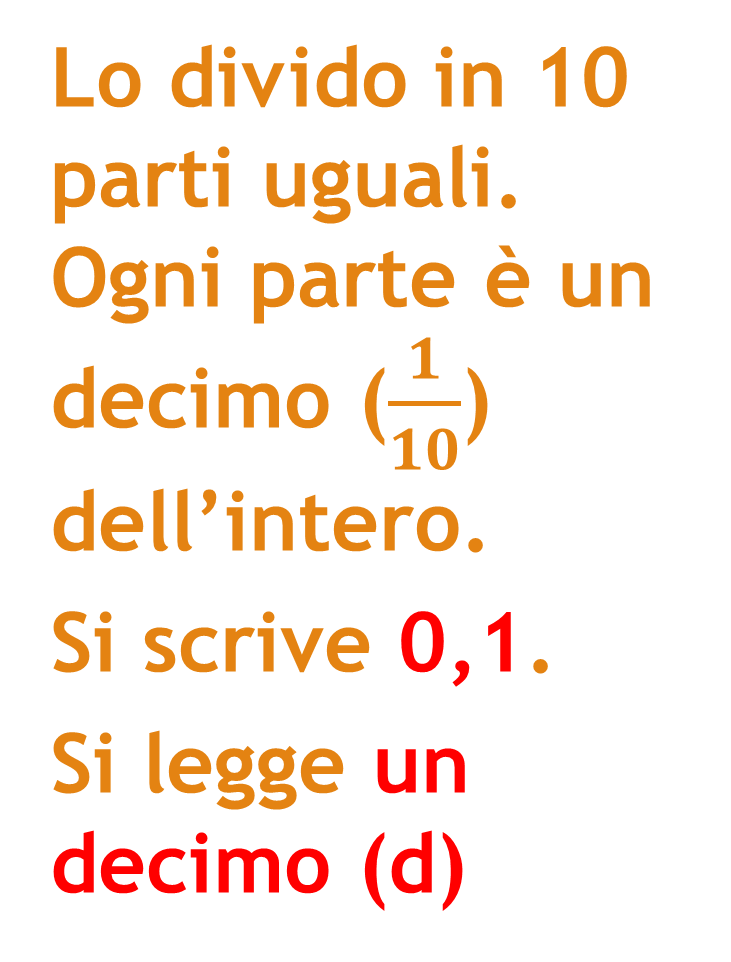 Lo divido in 10
parti uguali.
Ogni parte è un
decimo (1/10)
dell’intero.
Si scrive 0,1.
Si legge un
decimo (d)